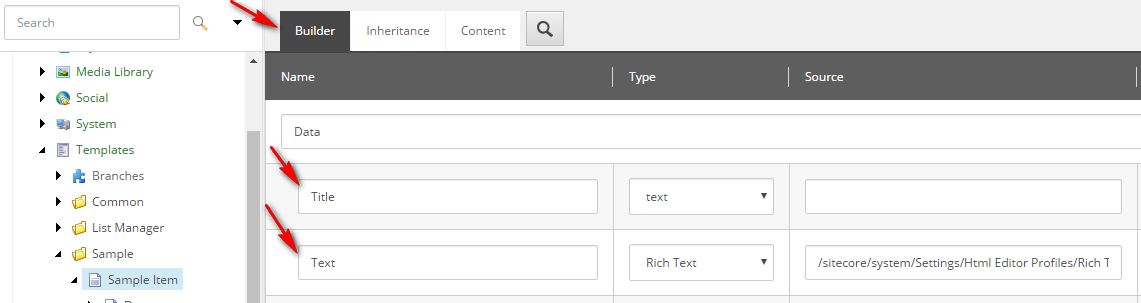 Search
Media Library
Social
System
Templates
Branches
Common
List Manager
Sample
Sample Item
Builder Inheritance Content
Name Type Source
Data
Title text
Text Rich Text /sitecore/system/Settings/Html Editor Profiles/Rich T